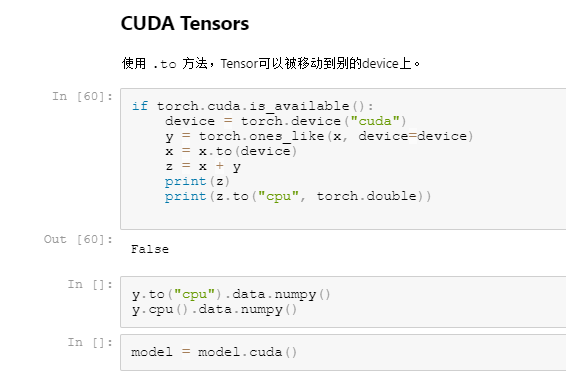 CUDA Tensors
使用 .to 方法，Tensor可以被移动到别的device上。
In [60]:
if torch.cuda.is_available():
    device = torch.device("cuda")
    y = torch.ones_like(x, device=device)
    x = x.to(device)
    z = x + y
    print(z)
    print(z.to("cpu", torch.double))
Out [60]:
False
In []:
y.to("cpu").data.numpy()
y.cpu().data.numpy()
In []:
model = model.cuda()